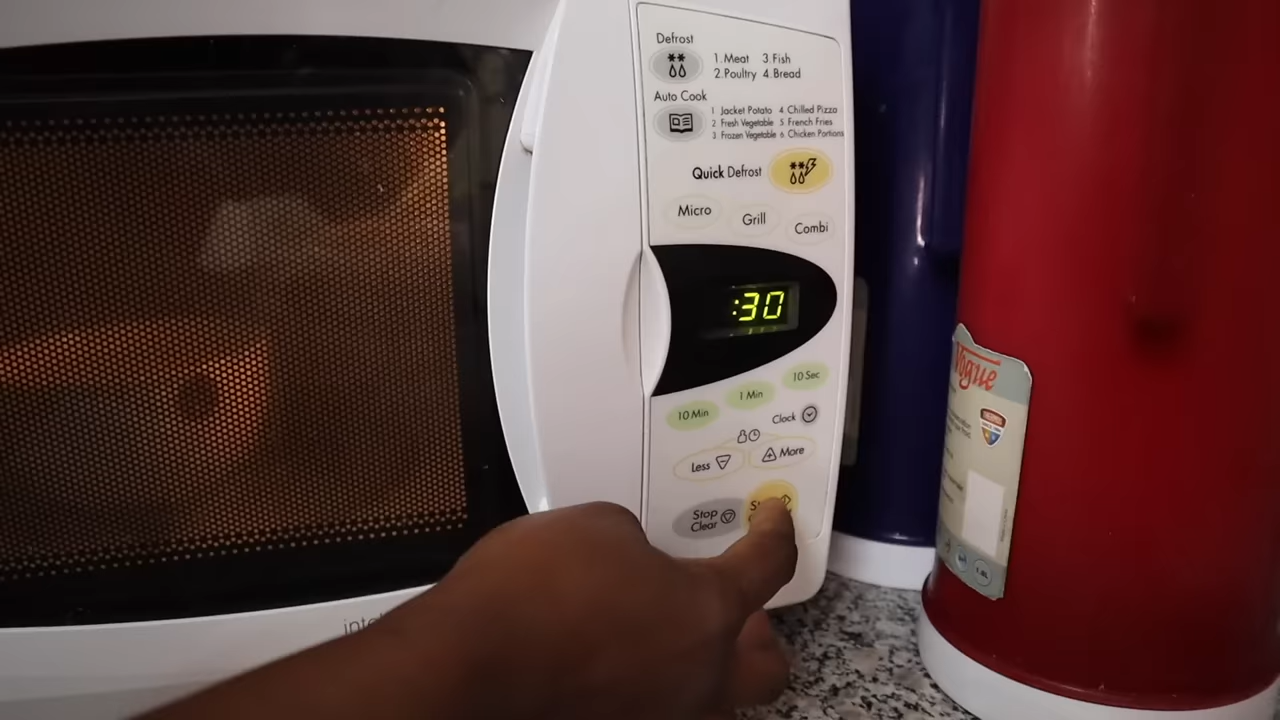 Defrost
1.Meat 3.Fish
2.Poultry 4.Bread
Auto Cook
1 Jacket Potato 4 Chilled Pizza
2 Fresh Vegetable 5 French Fries
3 Frozen Vegetable 6 Chicken Portions
Quick Defrost
Micro Grill Combi
:30
10 Min 1 Min 10 Sec
Clock
Less More
Stop
Clear
Vogue